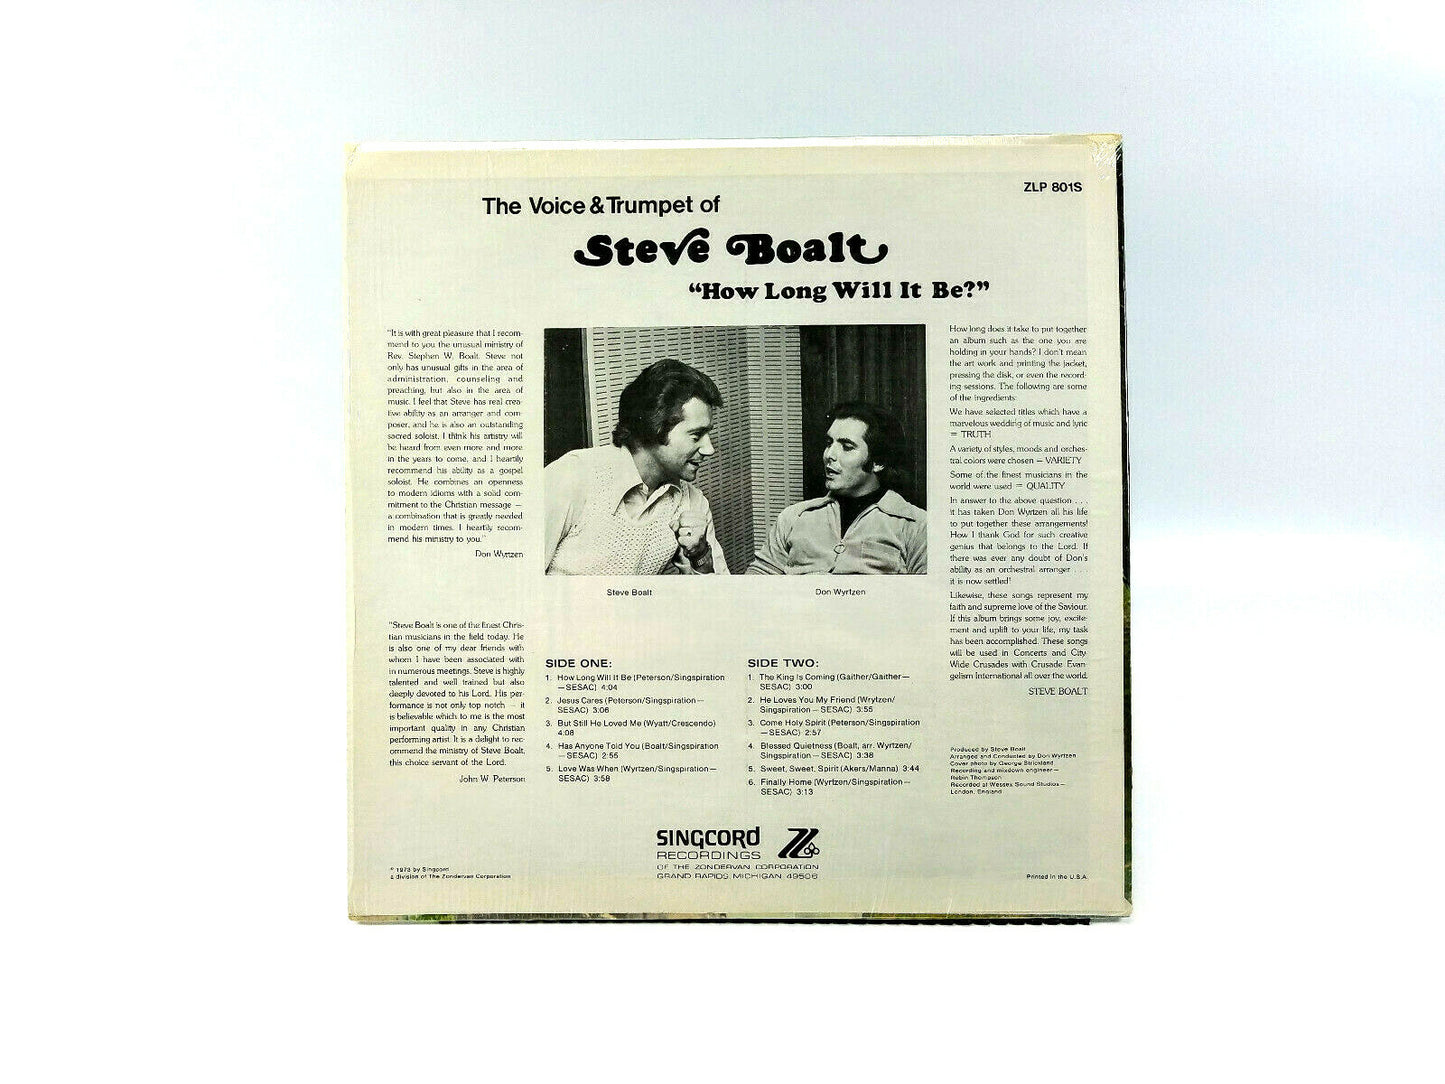 ZLP 801S
The Voice & Trumpet of
Steve Boalt
“How Long Will It Be?”
“It is with great pleasure that I recom-
mend to you the unusual ministry of
Rev. Stephen W. Boalt. Steve not
only has unusual gifts in the area of
administration, counseling and
preaching, but also in the area of
music. I feel that Steve has real crea-
tive ability as an arranger and com-
poser, and he is also an outstanding
sacred soloist. I think his artistry will
be heard from even more and more
in the years to come, and I heartily
recommend his ability as a gospel
soloist. He combines an openness
to modern idioms with a solid com-
mitment to the Christian message —
a combination that is greatly needed
in modern times. I heartily recom-
mend his ministry to you.”
Don Wyrtzen
“Steve Boalt is one of the finest Chris-
tian musicians in the field today. He
is also one of my dear friends with
whom I have been associated with
in numerous meetings. Steve is highly
talented and well trained but also
deeply devoted to his Lord. His per-
formance is not only top notch — it
is believable which to me is the most
important quality in any Christian
performing artist. It is a delight to rec-
ommend the ministry of Steve Boalt,
this choice servant of the Lord.
John W. Peterson
Steve Boalt
Don Wyrtzen
SIDE ONE:
1. How Long Will It Be (Peterson/Singspiration
—SESAC) 4:04
2. Jesus Cares (Peterson/Singspiration—
SESAC) 3:06
3. But Still He Loved Me (Wyatt/Crescendo)
4:08
4. Has Anyone Told You (Boalt/Singspiration
—SESAC) 2:55
5. Love Was When (Wyrtzen/Singspiration—
SESAC) 3:58
SIDE TWO:
1. The King Is Coming (Gaither/Gaither—
SESAC) 3:00
2. He Loves You My Friend (Wrytzen/
Singspiration—SESAC) 3:55
3. Come Holy Spirit (Peterson/Singspiration
—SESAC) 2:57
4. Blessed Quietness (Boalt, arr. Wyrtzen/
Singspiration—SESAC) 3:38
5. Sweet, Sweet, Spirit (Akers/Manna) 3:44
6. Finally Home (Wyrtzen/Singspiration—
SESAC) 3:13
How long does it take to put together
an album such as the one you are
holding in your hands? I don't mean
the art work and printing the jacket,
pressing the disk, or even the record-
ing sessions. The following are some
of the ingredients:
We have selected titles which have a
marvelous wedding of music and lyric
= TRUTH
A variety of styles, moods and orches-
tral colors were chosen = VARIETY
Some of the finest musicians in the
world were used = QUALITY
In answer to the above question . . . .
it has taken Don Wyrtzen all his life
to put together these arrangements!
How I thank God for such creative
genius that belongs to the Lord. If
there was ever any doubt of Don's
ability as an orchestral arranger . . . .
it is now settled!
Likewise, these songs represent my
faith and supreme love of the Saviour.
If this album brings some joy, excite-
ment and uplift to your life, my task
has been accomplished. These songs
will be used in Concerts and City-
Wide Crusades with Crusade Evan-
gelism International all over the world.
STEVE BOALT
Produced by Steve Boalt
Arranged and Conducted by Don Wyrtzen
Cover photo by George Strickland
Recording and mixdown engineer—
Robin Thompson
Recorded at Wessex Sound Studios—
London, England
SINGCORD
RECORDINGS
OF THE ZONDERVAN CORPORATION
GRAND RAPIDS, MICHIGAN 49506
℗ 1973 by Singcord
a division of The Zondervan Corporation
Printed in the U.S.A.